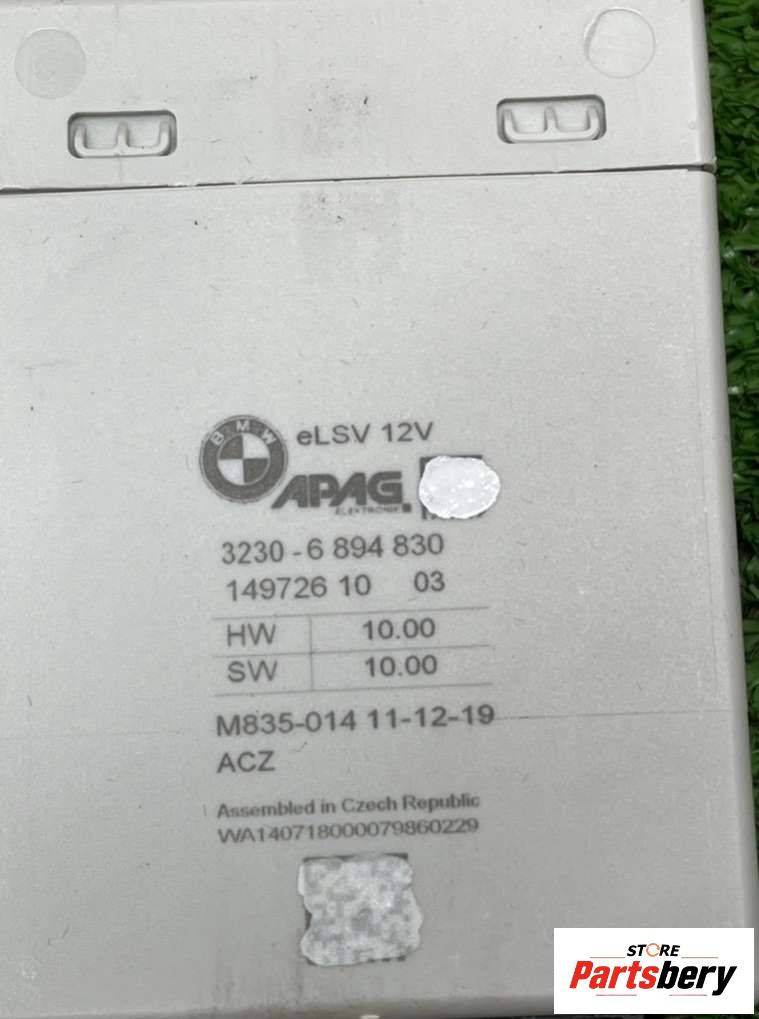 BMW
eLSV 12V
APAG
ELEKTRONIK
3230 - 6 894 830
149726 10 03
HW 10.00
SW 10.00
M835-014 11-12-19
ACZ
Assembled in Czech Republic
WA140718000079860229
STORE
Partsbery